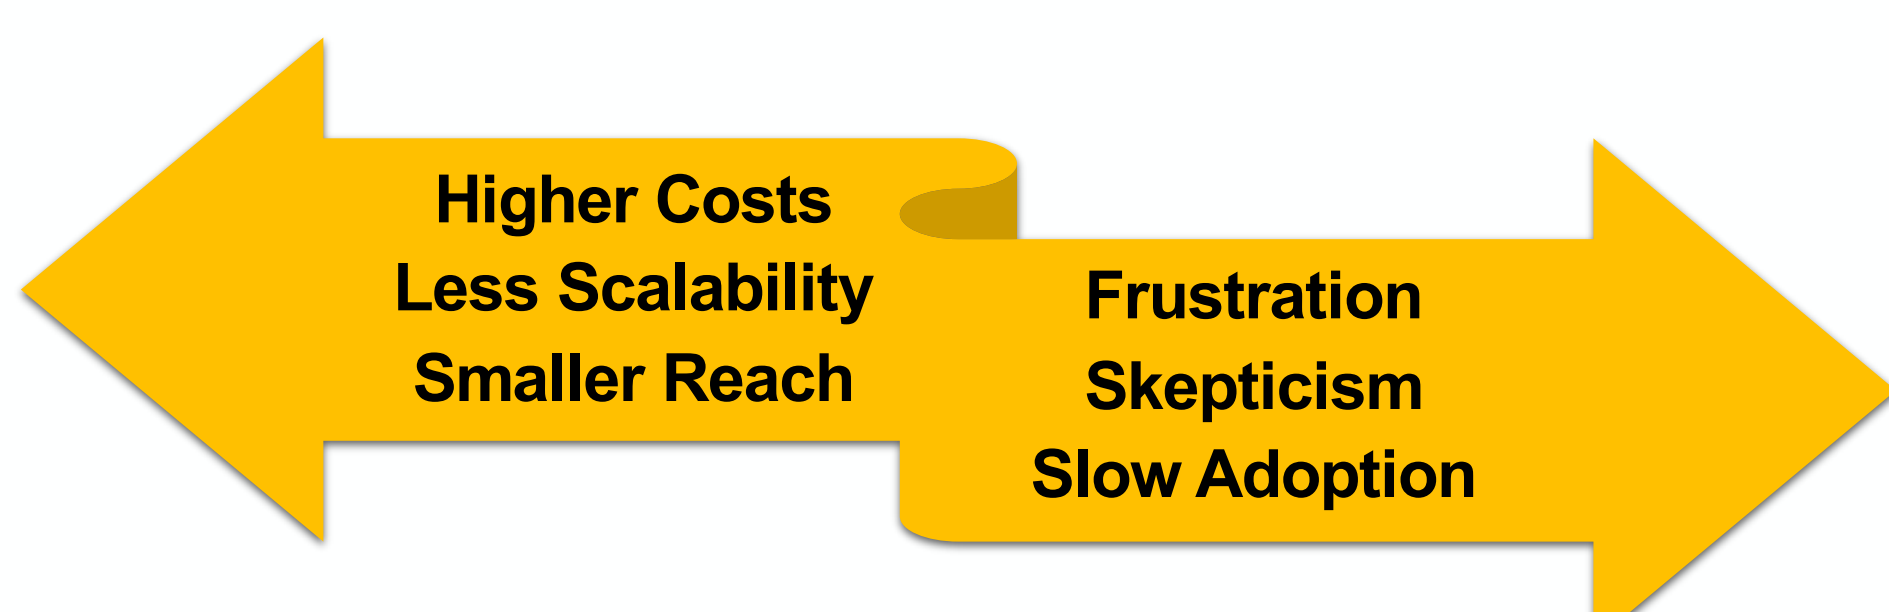 Higher Costs
Less Scalability
Smaller Reach
Frustration
Skepticism
Slow Adoption